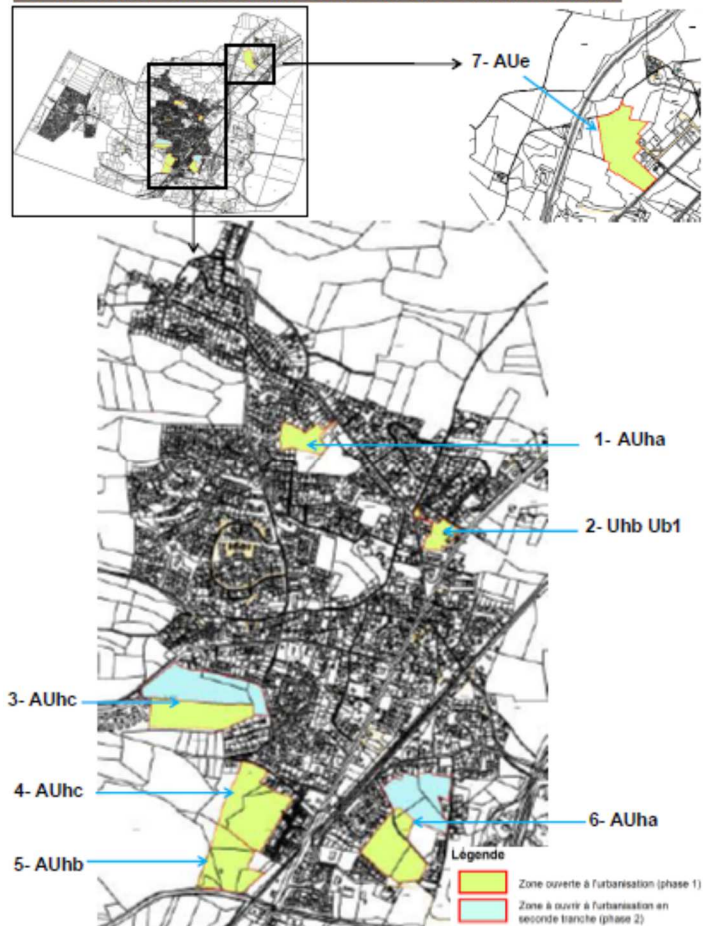 7- AUe
1- AUha
2- Uhb Ub1
3- AUhc
4- AUhc
6- AUha
5- AUhb
Légende
Zone ouverte à l'urbanisation (phase 1)
Zone à ouvrir à l'urbanisation en
seconde tranche (phase 2)